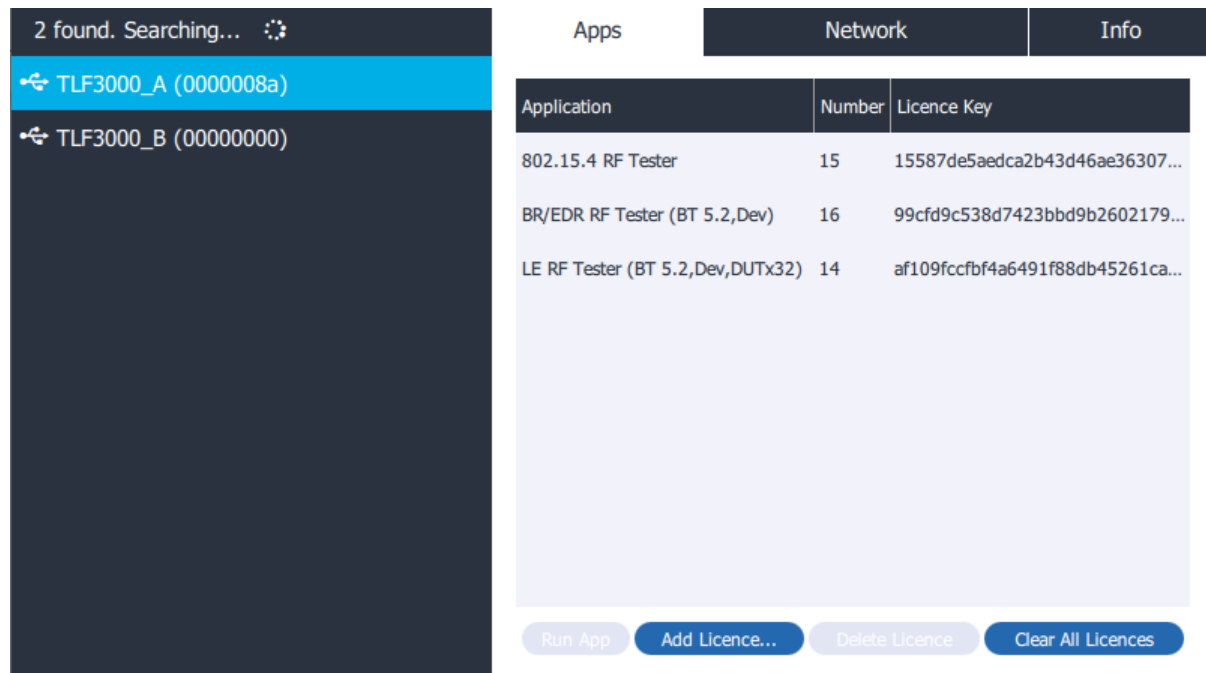 2 found. Searching...
TLF3000_A (0000008a)
TLF3000_B (00000000)
Apps Network Info
Application Number Licence Key
802.15.4 RF Tester 15 15587de5aedca2b43d46ae36307...
BR/EDR RF Tester (BT 5.2,Dev) 16 99cfd9c538d7423bbd9b2602179...
LE RF Tester (BT 5.2,Dev,DUTx32) 14 af109fccfbf4a6491f88db45261ca...
Run App Add Licence... Delete Licence Clear All Licences